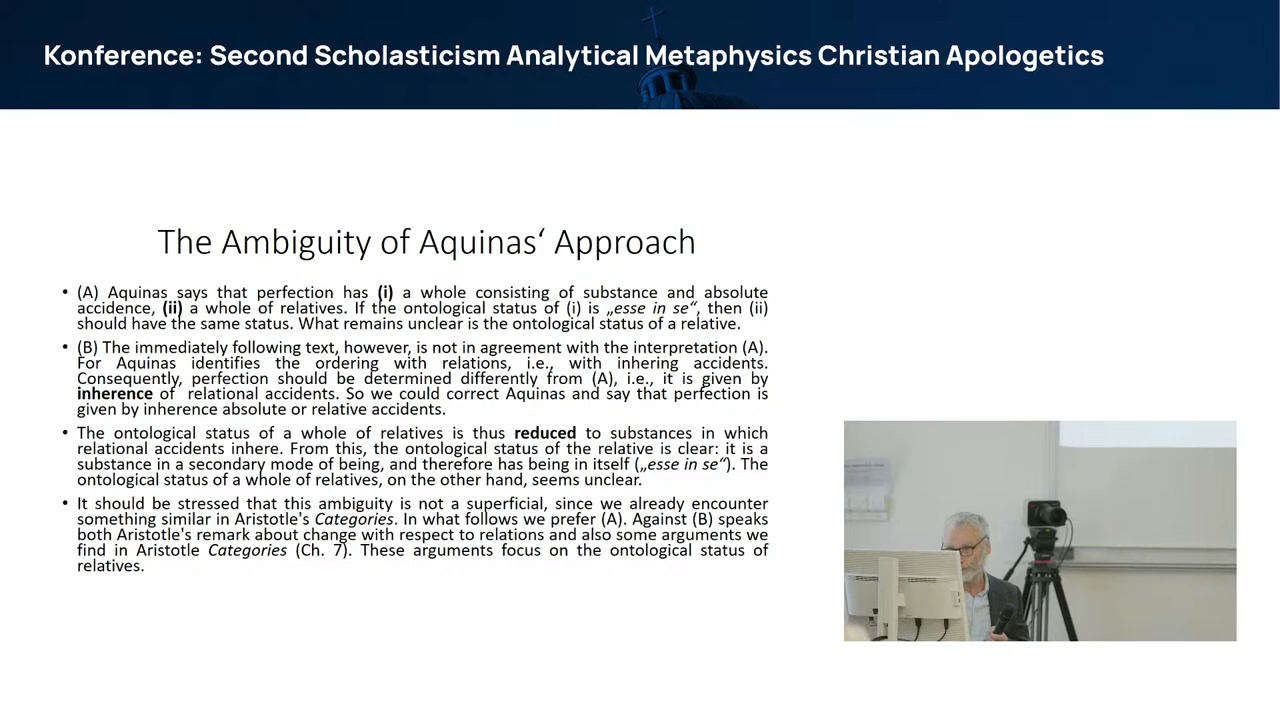 Konference: Second Scholasticism Analytical Metaphysics Christian Apologetics
The Ambiguity of Aquinas‘ Approach
• (A) Aquinas says that perfection has (i) a whole consisting of substance and absolute
accidence, (ii) a whole of relatives. If the ontological status of (i) is „esse in se“, then (ii)
should have the same status. What remains unclear is the ontological status of a relative.
• (B) The immediately following text, however, is not in agreement with the interpretation (A).
For Aquinas identifies the ordering with relations, i.e., with inhering accidents.
Consequently, perfection should be determined differently from (A), i.e., it is given by
inherence of relational accidents. So we could correct Aquinas and say that perfection is
given by inherence absolute or relative accidents.
• The ontological status of a whole of relatives is thus reduced to substances in which
relational accidents inhere. From this, the ontological status of the relative is clear: it is a
substance in a secondary mode of being, and therefore has being in itself („esse in se“). The
ontological status of a whole of relatives, on the other hand, seems unclear.
• It should be stressed that this ambiguity is not a superficial, since we already encounter
something similar in Aristotle's Categories. In what follows we prefer (A). Against (B) speaks
both Aristotle's remark about change with respect to relations and also some arguments we
find in Aristotle Categories (Ch. 7). These arguments focus on the ontological status of
relatives.